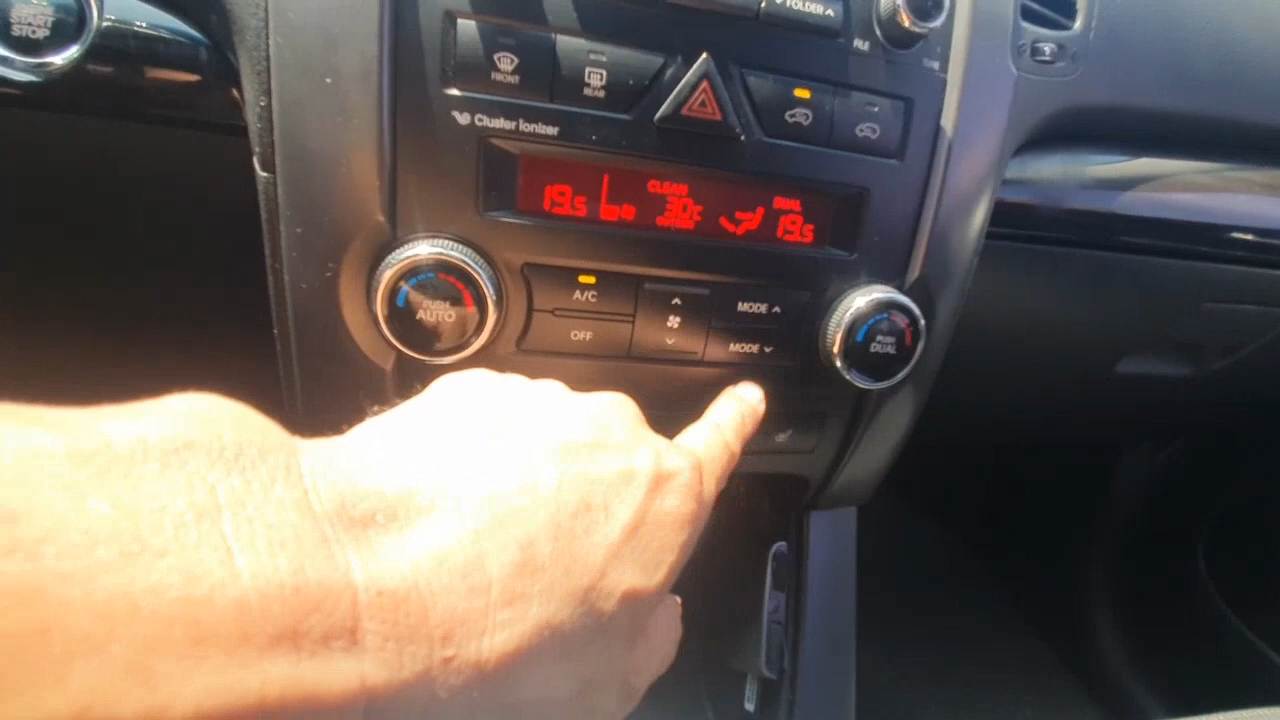 START
STOP
FOLDER
FILE
FRONT
REAR
Cluster Ionizer
CLEAN
DUAL
19.5
30°C
19.5
A/C
OFF
MODE
MODE
PUSH
AUTO
PUSH
DUAL